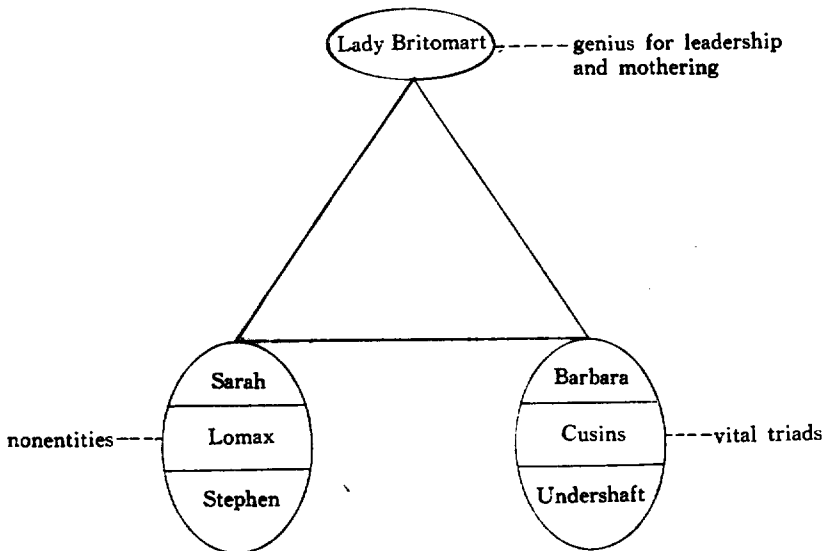 Lady Britomart ------ genius for leadership
and mothering
Sarah
Barbara
nonentities --- Lomax
Cusins ---- vital triads
Stephen
Undershaft